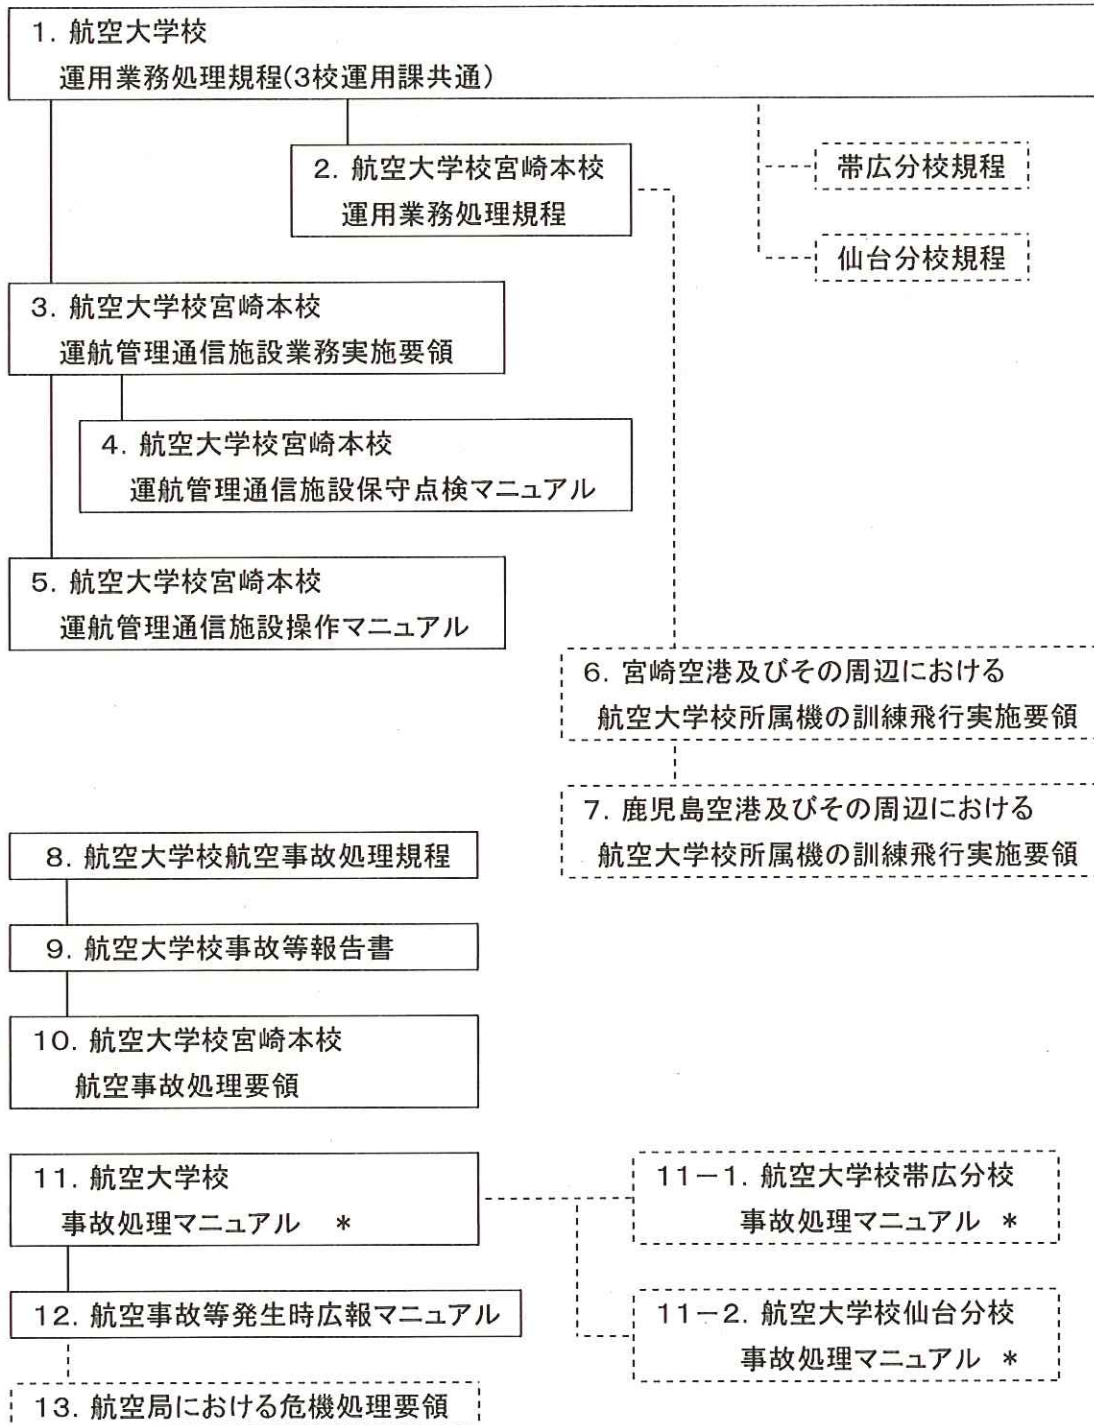 1. 航空大学校
運用業務処理規程(3校運用課共通)
2. 航空大学校宮崎本校
運用業務処理規程
帯広分校規程
仙台分校規程
3. 航空大学校宮崎本校
運航管理通信施設業務実施要領
4. 航空大学校宮崎本校
運航管理通信施設保守点検マニュアル
5. 航空大学校宮崎本校
運航管理通信施設操作マニュアル
6. 宮崎空港及びその周辺における
航空大学校所属機の訓練飛行実施要領
7. 鹿児島空港及びその周辺における
航空大学校所属機の訓練飛行実施要領
8. 航空大学校航空事故処理規程
9. 航空大学校事故等報告書
10. 航空大学校宮崎本校
航空事故処理要領
11. 航空大学校
事故処理マニュアル *
11-1. 航空大学校帯広分校
事故処理マニュアル *
12. 航空事故等発生時広報マニュアル
11-2. 航空大学校仙台分校
事故処理マニュアル *
13. 航空局における危機処理要領